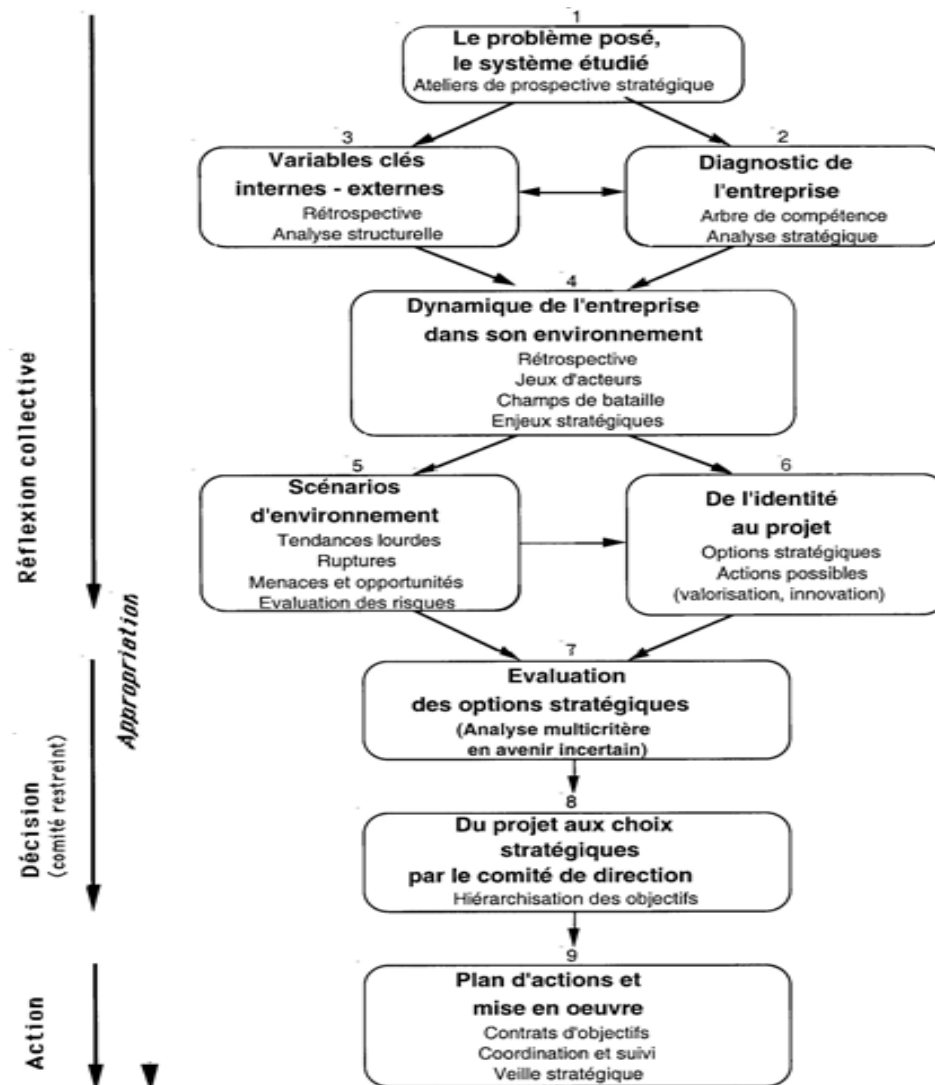 1
Le problème posé,
le système étudié
Ateliers de prospective stratégique
3
Variables clés
internes - externes
Rétrospective
Analyse structurelle
2
Diagnostic de
l'entreprise
Arbre de compétence
Analyse stratégique
4
Dynamique de l'entreprise
dans son environnement
Rétrospective
Jeux d'acteurs
Champs de bataille
Enjeux stratégiques
5
Scénarios
d'environnement
Tendances lourdes
Ruptures
Menaces et opportunités
Evaluation des risques
6
De l'identité
au projet
Options stratégiques
Actions possibles
(valorisation, innovation)
7
Evaluation
des options stratégiques
(Analyse multicritère
en avenir incertain)
8
Du projet aux choix
stratégiques
par le comité de direction
Hiérarchisation des objectifs
9
Plan d'actions et
mise en oeuvre
Contrats d'objectifs
Coordination et suivi
Veille stratégique
Réflexion collective
Appropriation
Décision
(comité restreint)
Action